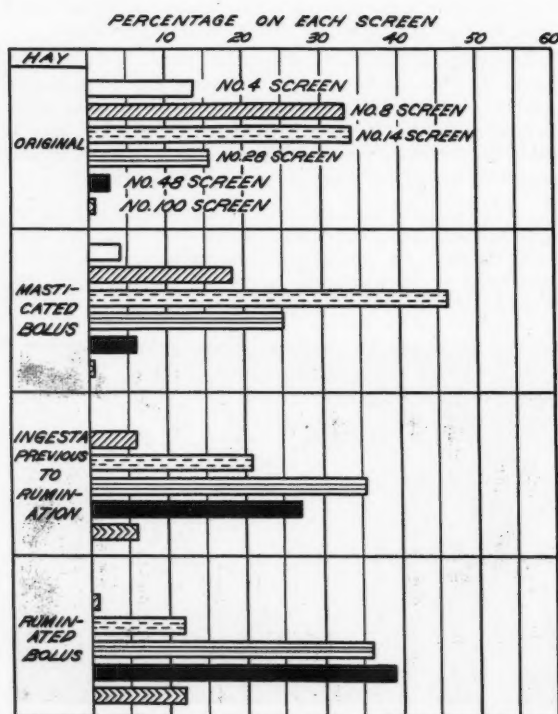 PERCENTAGE ON EACH SCREEN
10 20 30 40 50 60
HAY
NO.4 SCREEN
NO.8 SCREEN
ORIGINAL
NO.14 SCREEN
NO.28 SCREEN
NO.48 SCREEN
NO.100 SCREEN
MASTI-
CATED
BOLUS
INGESTA
PREVIOUS
TO
RUMIN-
ATION
RUMIN-
ATED
BOLUS